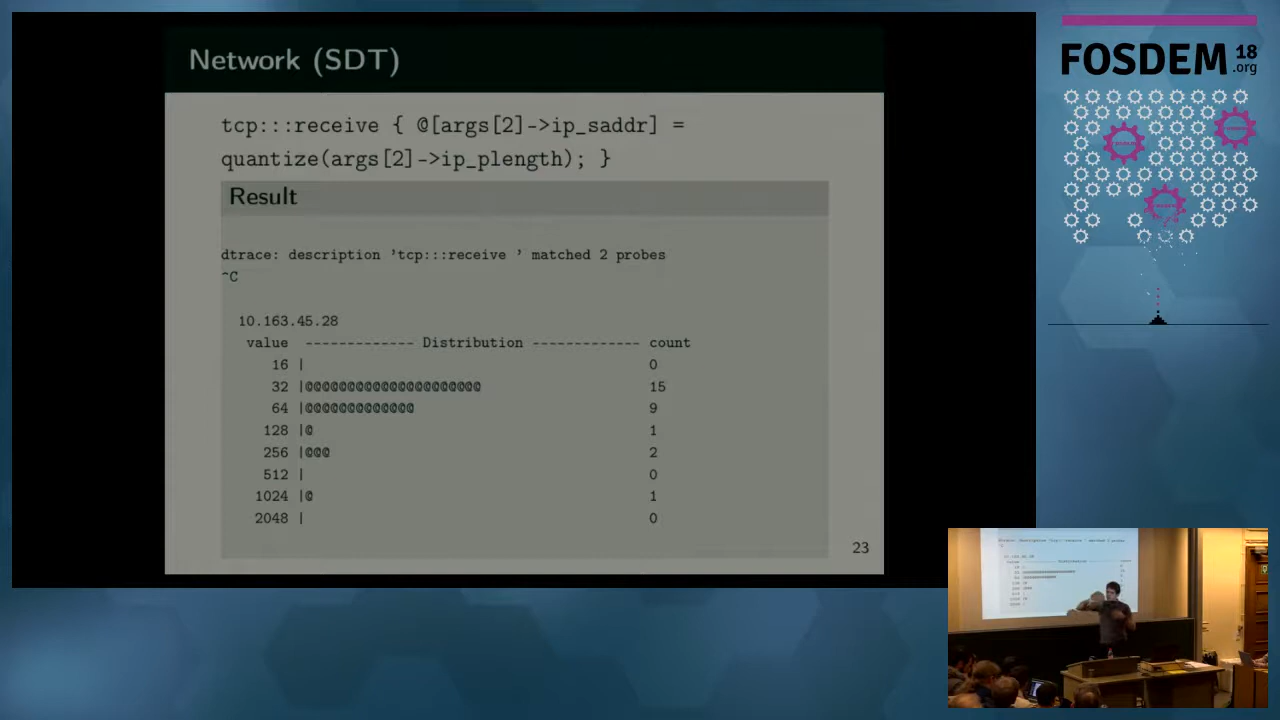 Network (SDT)
tcp:::receive { @[args[2]->ip_saddr] =
quantize(args[2]->ip_plength); }
Result
dtrace: description 'tcp:::receive ' matched 2 probes
^C
10.163.45.28
value ------------- Distribution ------------- count
16 | 0
32 |@@@@@@@@@@@@@@@@@@@@@ 15
64 |@@@@@@@@@@@@@ 9
128 |@ 1
256 |@@@ 2
512 | 0
1024 |@ 1
2048 | 0
23
FOSDEM 18
.org